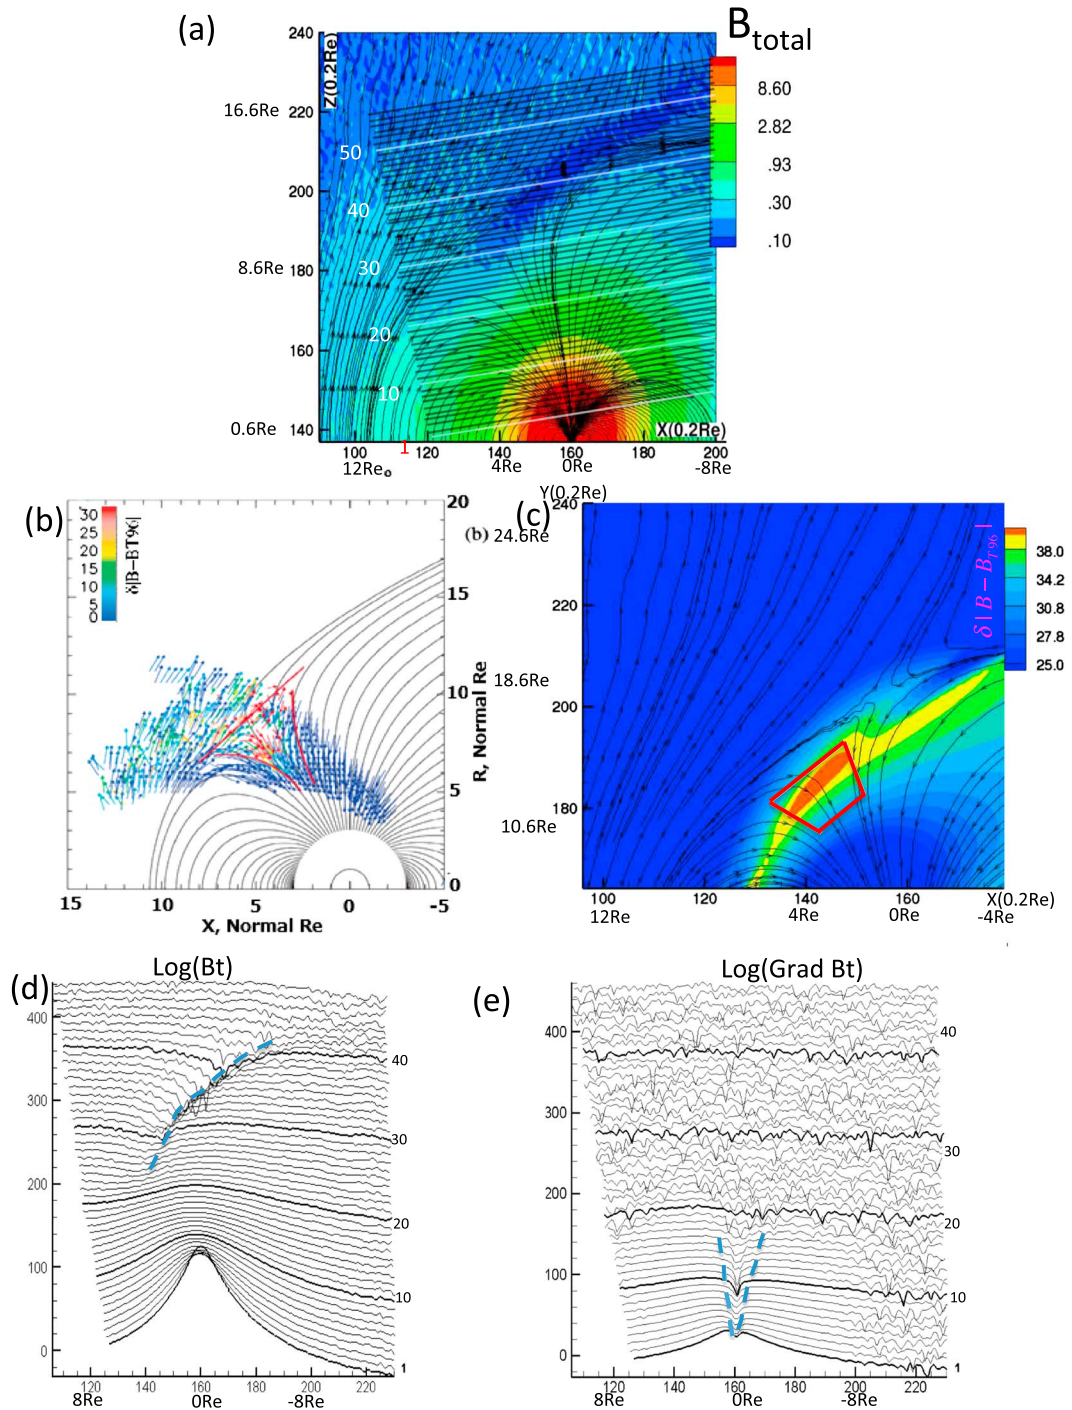 (a)
B total
Z(0.2Re)
240
220
200
180
160
140
16.6Re
8.6Re
0.6Re
50
40
30
20
10
1
8.60
2.82
.93
.30
.10
X(0.2Re)
100 120 140 160 180 200
12Re 4Re 0Re -8Re
(b)
30
25
20
15
10
5
0
δ|B-BT96|
(b)
20
15
10
5
0
R, Normal Re
15 10 5 0 -5
X, Normal Re
(c)
Y(0.2Re)
240
220
200
180
24.6Re
18.6Re
10.6Re
δ|B-B T96|
38.0
34.2
30.8
27.8
25.0
100 120 140 160 X(0.2Re)
12Re 4Re 0Re -4Re
(d)
Log(Bt)
400
300
200
100
0
40
30
20
10
1
120 140 160 180 200 220
8Re 0Re -8Re
(e)
Log(Grad Bt)
400
300
200
100
0
40
30
20
10
1
120 140 160 180 200 220
8Re 0Re -8Re